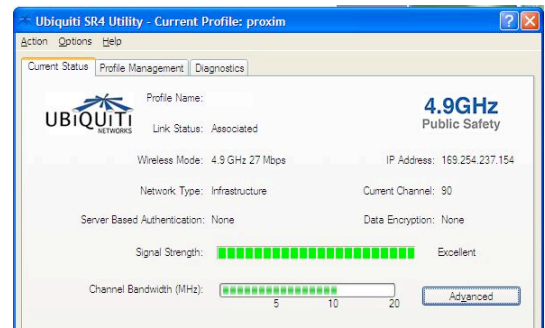 Ubiquiti SR4 Utility - Current Profile: proxim
Action Options Help
Current Status Profile Management Diagnostics
UBiQUiTi
NETWORKS
Profile Name:
4.9GHz
Public Safety
Link Status: Associated
Wireless Mode: 4.9 GHz 27 Mbps IP Address: 169.254.237.154
Network Type: Infrastructure Current Channel: 90
Server Based Authentication: None Data Encryption: None
Signal Strength: Excellent
Channel Bandwidth (MHz):
5 10 20
Advanced